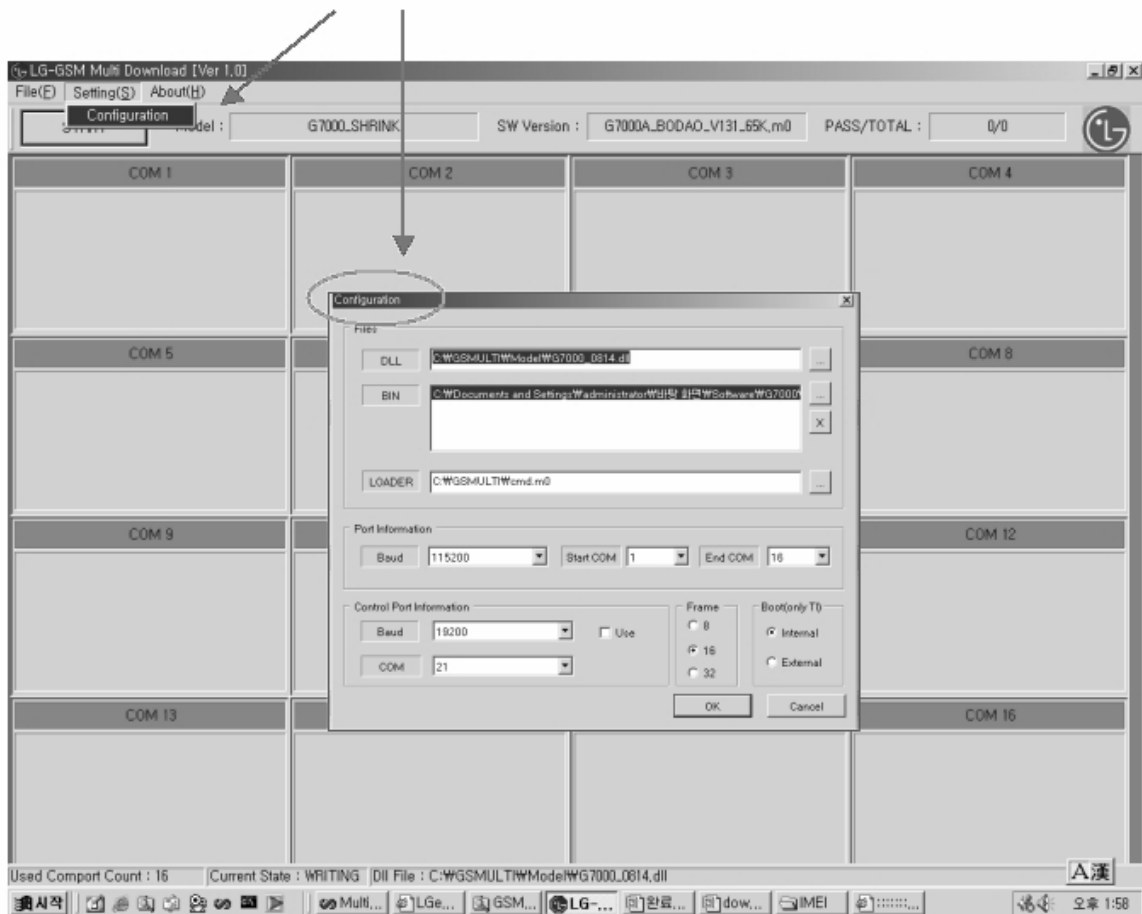 LG-GSM Multi Download [Ver 1,0]
File(F) Setting(S) About(H)
Configuration
Model : G7000_SHRINK SW Version : G7000A_BODAO_V131_65K,m0 PASS/TOTAL : 0/0
COM 1 COM 2 COM 3 COM 4
Configuration
Files
COM 5 COM 8
DLL C:₩GSMULTI₩Model₩G7000_0814.dll ...
BIN C:₩Documents and Settings₩administrator₩바탕 화면₩Software₩G7000₩ ...
X
LOADER C:₩GSMULTI₩cmd.m0 ...
COM 9 COM 12
Port Information
Baud 115200 Start COM 1 End COM 16
Control Port Information Frame Boot(only TI)
Baud 19200 Use 8 Internal
16
COM 21 External
32
OK Cancel
COM 13 COM 16
Used Comport Count : 16 Current State : WRITING Dll File : C:₩GSMULTI₩Model₩G7000_0814,dll
A漢
시작 Multi,,, LGe,,, GSM,,, LG-,,, 완료,,, dow,,, IMEI ::::::,,, 오후 1:58